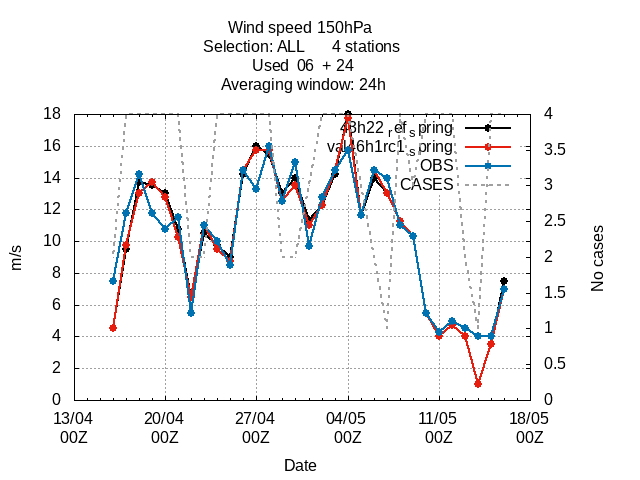 Wind speed 150hPa
Selection: ALL 4 stations
Used 06 + 24
Averaging window: 24h
18
16
14
12
10
8
6
4
2
0
m/s
4
3.5
3
2.5
2
1.5
1
0.5
0
No cases
43h22 ref spring
OBS
CASES
13/04 20/04 27/04 04/05 11/05 18/05
00Z 00Z 00Z 00Z 00Z 00Z
Date